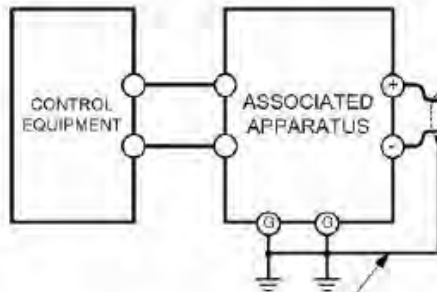 CONTROL
EQUIPMENT
ASSOCIATED
APPARATUS
+
-
G
G